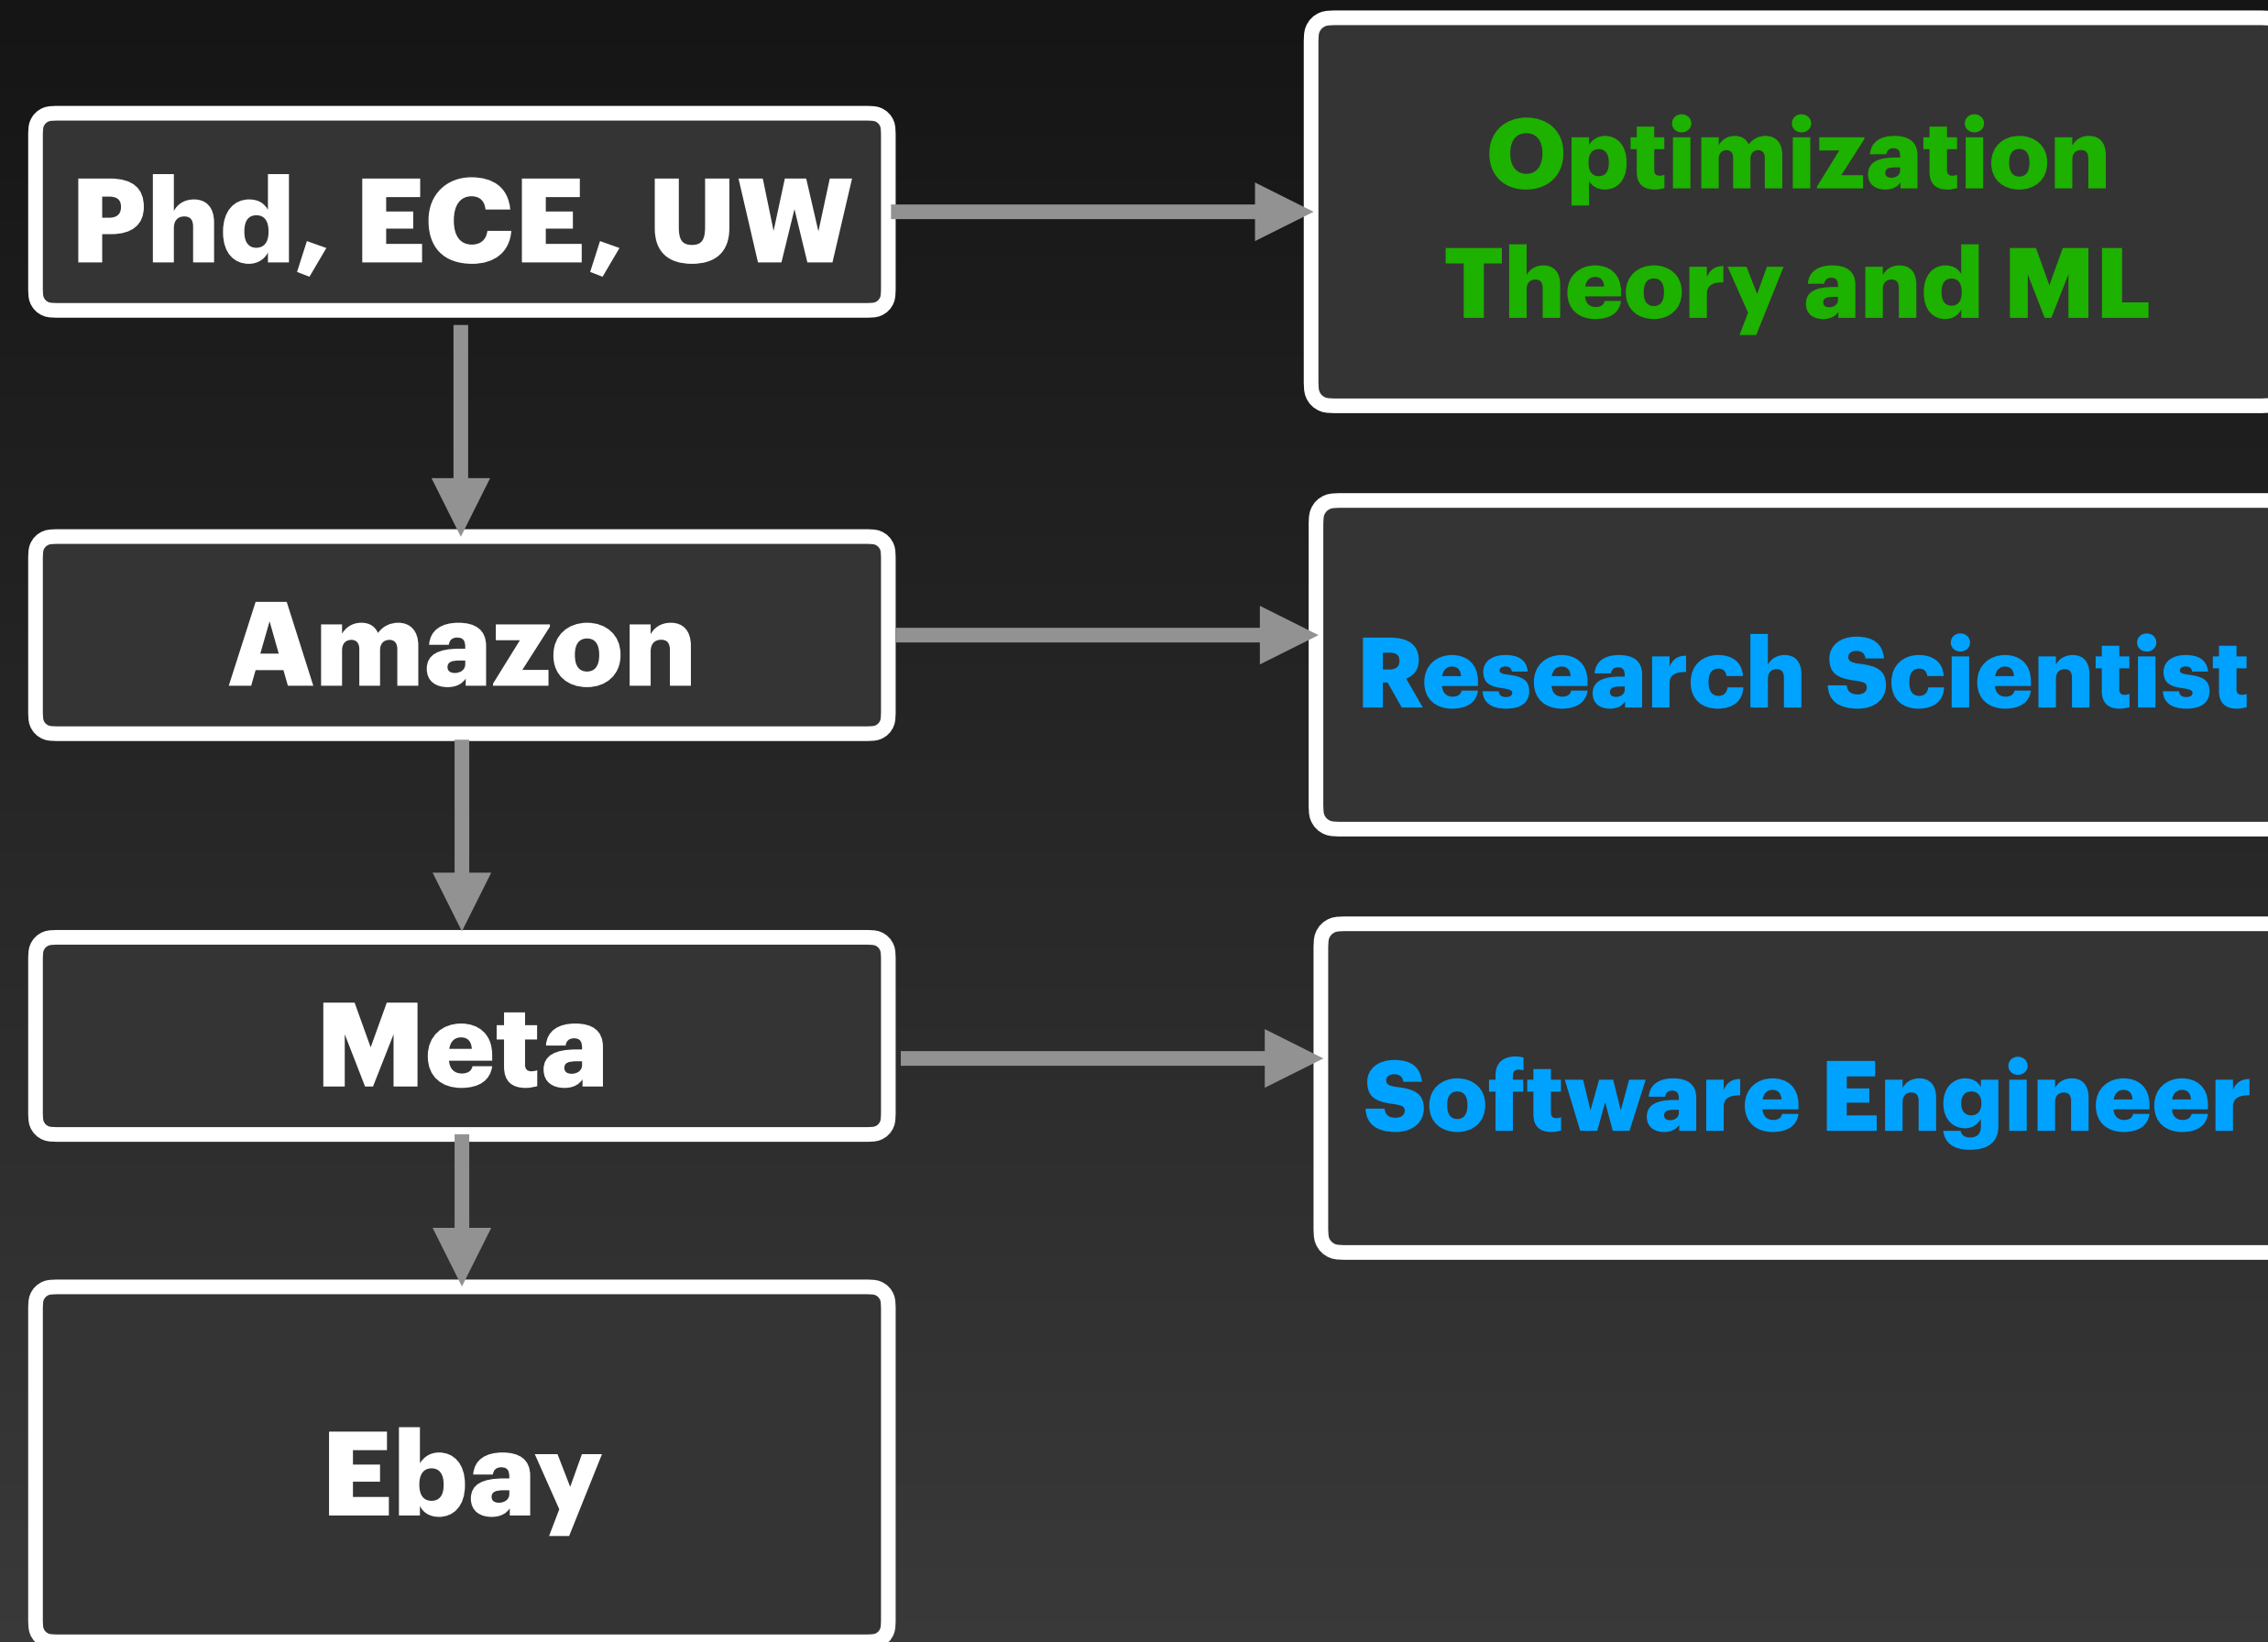 Phd, ECE, UW
Optimization
Theory and ML
Amazon
Research Scientist
Meta
Software Engineer
Ebay